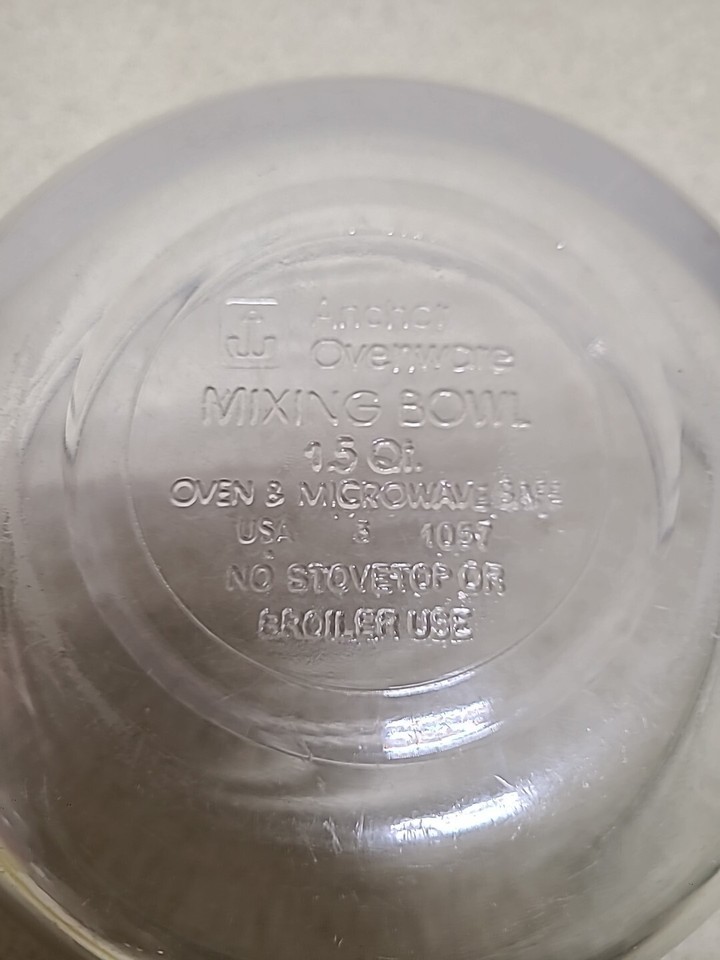 Anchor
Ovenware
MIXING BOWL
1.5 Qt.
OVEN & MICROWAVE SAFE
USA 3 1057
NO STOVETOP OR
BROILER USE